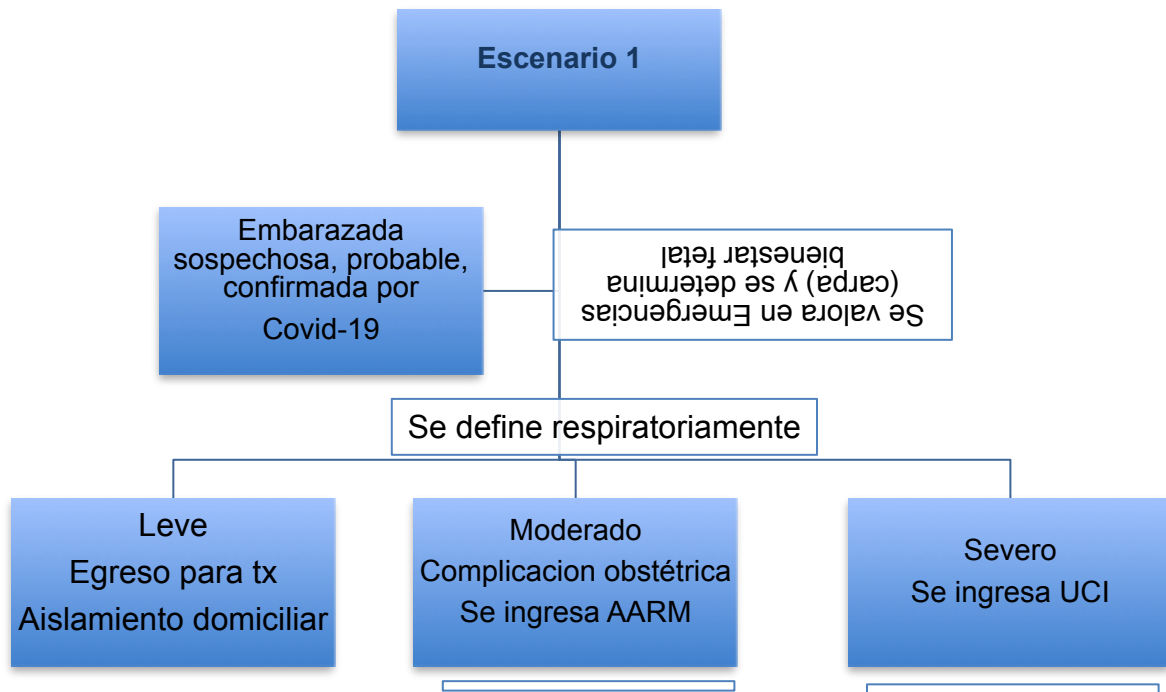 Escenario 1
Embarazada
sospechosa, probable,
confirmada por
Covid-19
Se valora en Emergencias
(carpa) y se determina
bienestar fetal
Se define respiratoriamente
Leve
Egreso para tx
Aislamiento domiciliar
Moderado
Complicacion obstétrica
Se ingresa AARM
Severo
Se ingresa UCI